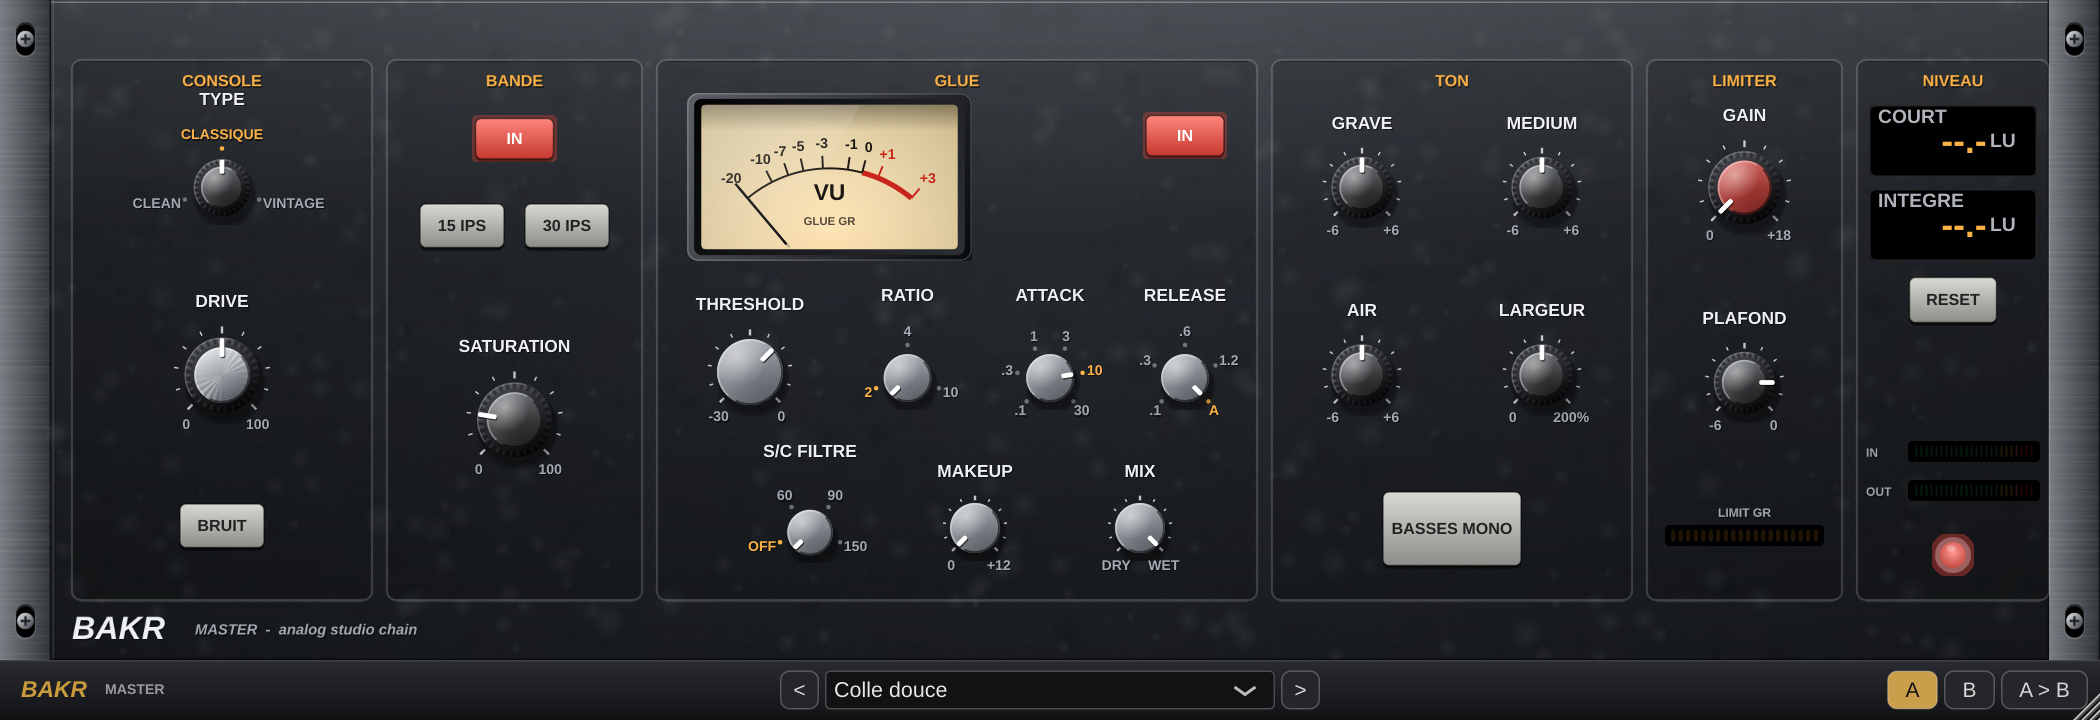 CONSOLE
TYPE
CLASSIQUE
CLEAN VINTAGE
DRIVE
0 100
BRUIT
BANDE
IN
15 IPS 30 IPS
SATURATION
0 100
GLUE
-20 -10 -7 -5 -3 -1 0 +1 +3
VU
GLUE GR
IN
THRESHOLD
-30 0
RATIO
4
2 10
ATTACK
1 3
.3 10
.1 30
RELEASE
.6
.3 1.2
.1 A
S/C FILTRE
60 90
OFF 150
MAKEUP
0 +12
MIX
DRY WET
TON
GRAVE
-6 +6
MEDIUM
-6 +6
AIR
-6 +6
LARGEUR
0 200%
BASSES MONO
LIMITER
GAIN
0 +18
PLAFOND
-6 0
LIMIT GR
NIVEAU
COURT
--.- LU
INTEGRE
--.- LU
RESET
IN
OUT
BAKR MASTER - analog studio chain
BAKR MASTER
< Colle douce >
A B A > B